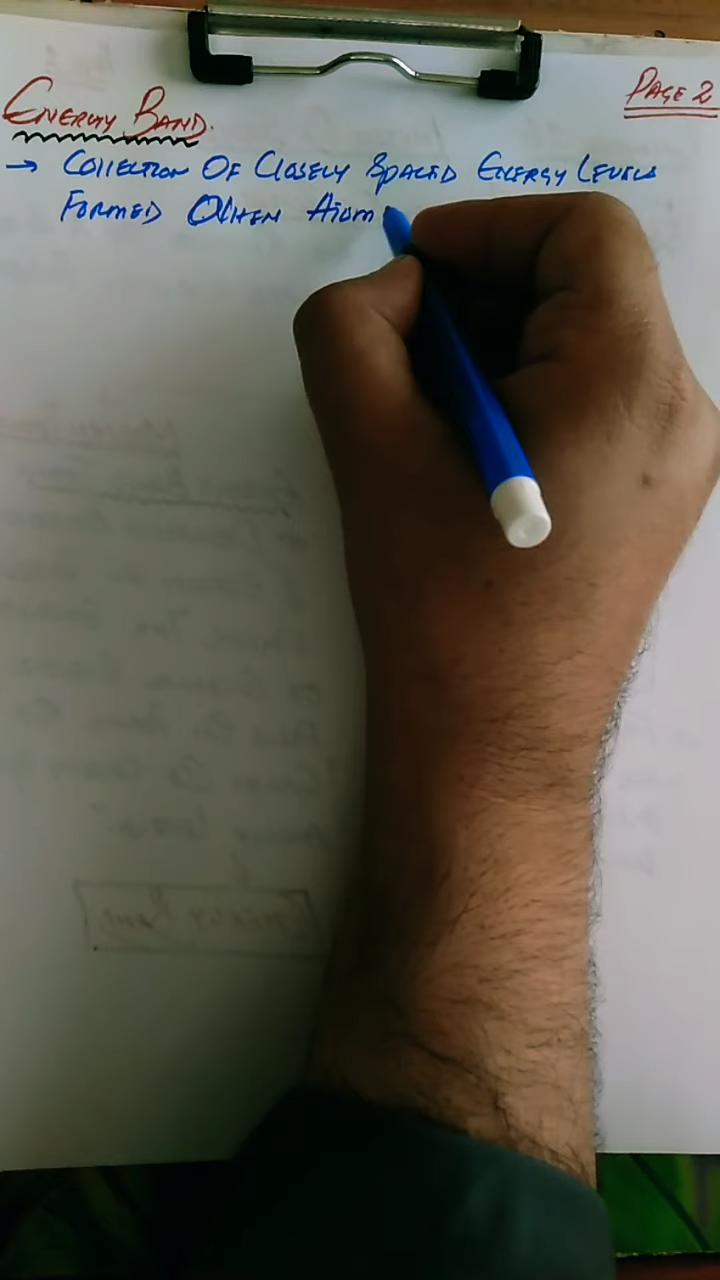 PAGE 2
ENERGY BAND.
→ COLLECTION OF CLOSELY SPACED ENERGY LEVELS
FORMED WHEN ATOM